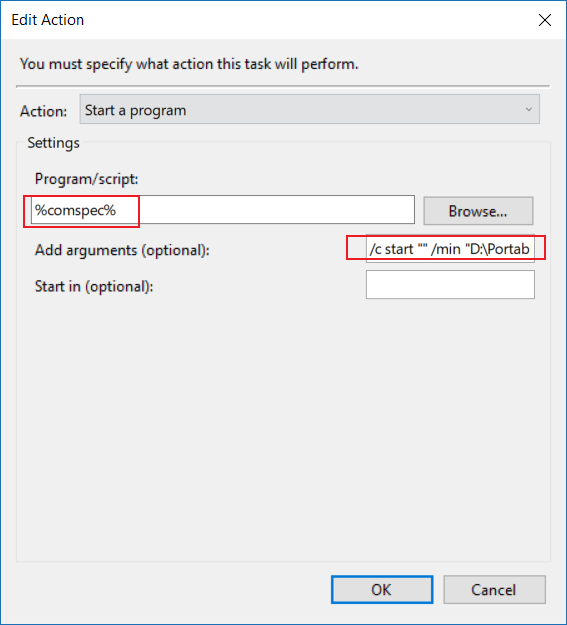 Edit Action
You must specify what action this task will perform.
Action: Start a program
Settings
Program/script:
%comspec% Browse...
Add arguments (optional): /c start "" /min "D:\Portab
Start in (optional):
OK Cancel